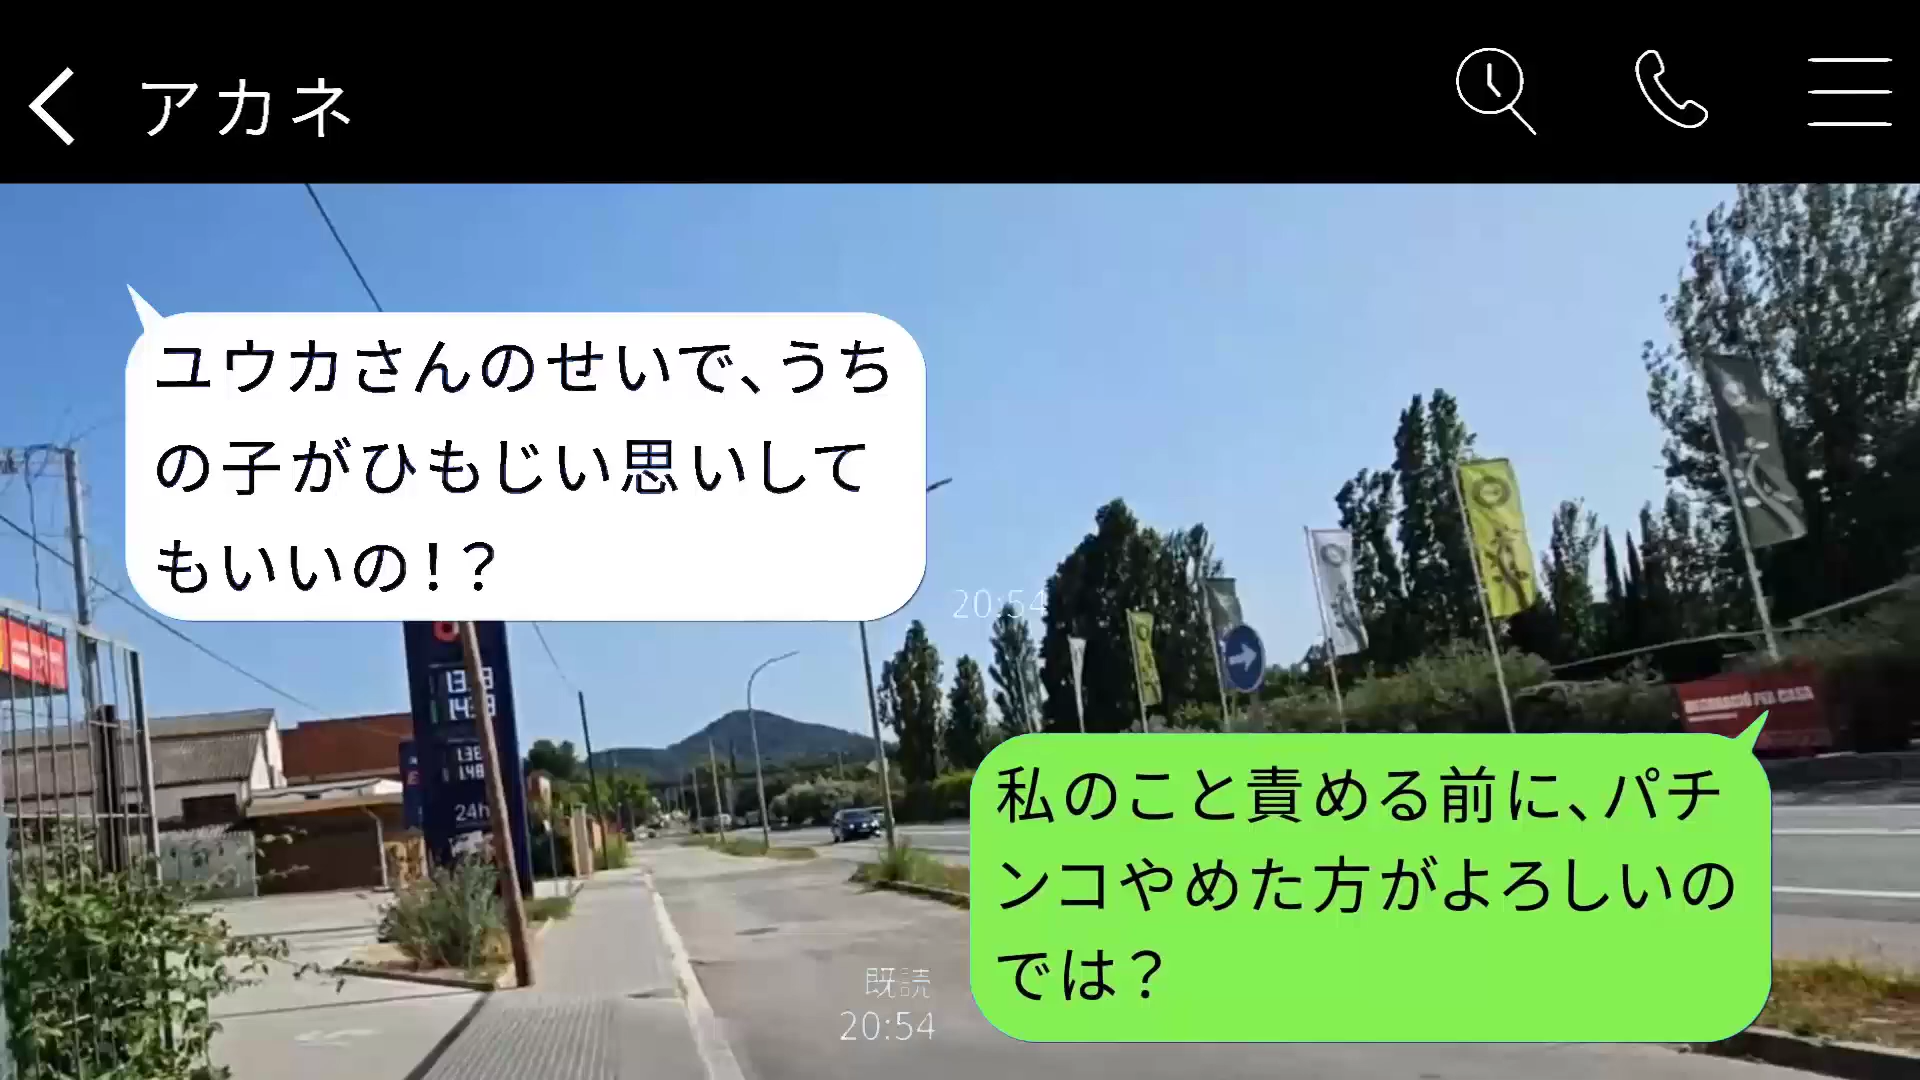 アカネ
ユウカさんのせいで、うち
の子がひもじい思いして
もいいの！？
20:54
私のこと責める前に、パチ
ンコやめた方がよろしいの
では？
既読
20:54
24h
PER CASA